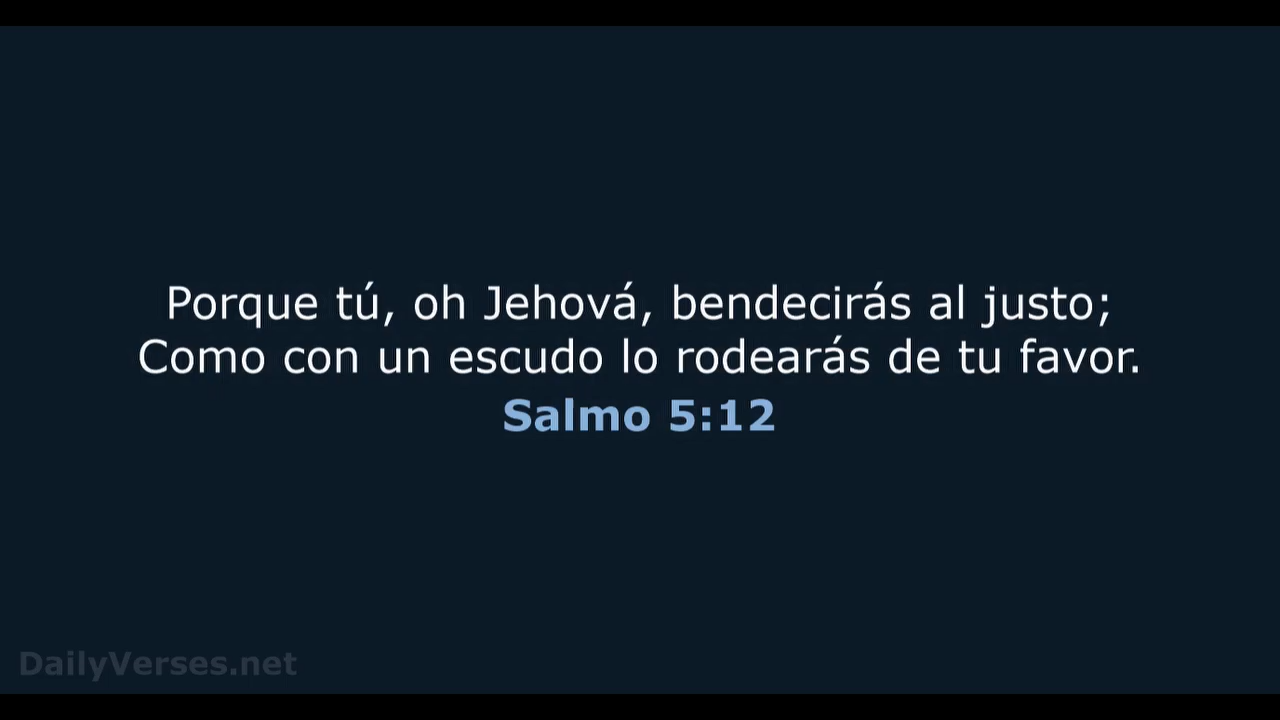 Porque tú, oh Jehová, bendecirás al justo;
Como con un escudo lo rodearás de tu favor.
Salmo 5:12
DailyVerses.net